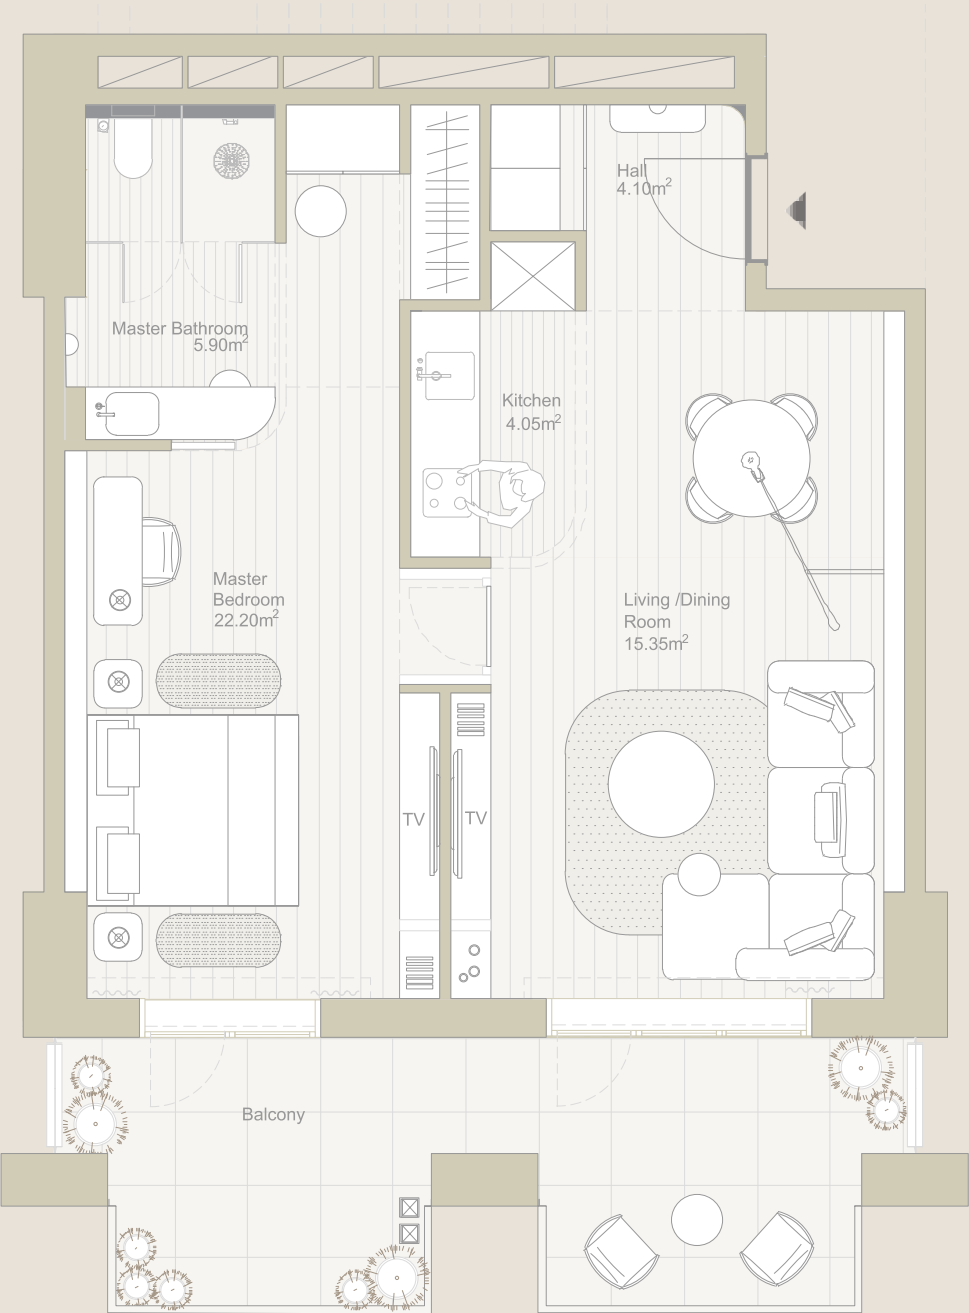 Hall
4.10m²
Master Bathroom
5.90m²
Kitchen
4.05m²
Master
Bedroom
22.20m²
Living /Dining
Room
15.35m²
TV
TV
Balcony